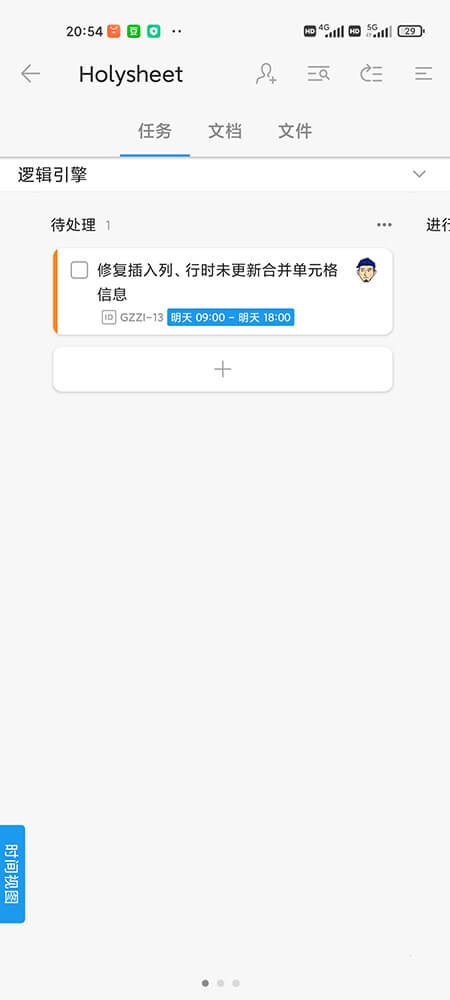 20:54 豆 HD 4G HD 5G 29
Holysheet
任务 文档 文件
逻辑引擎
待处理 1 ••• 进行
修复插入列、行时未更新合并单元格
信息
ID GZZI-13 明天 09:00 - 明天 18:00
时间视图